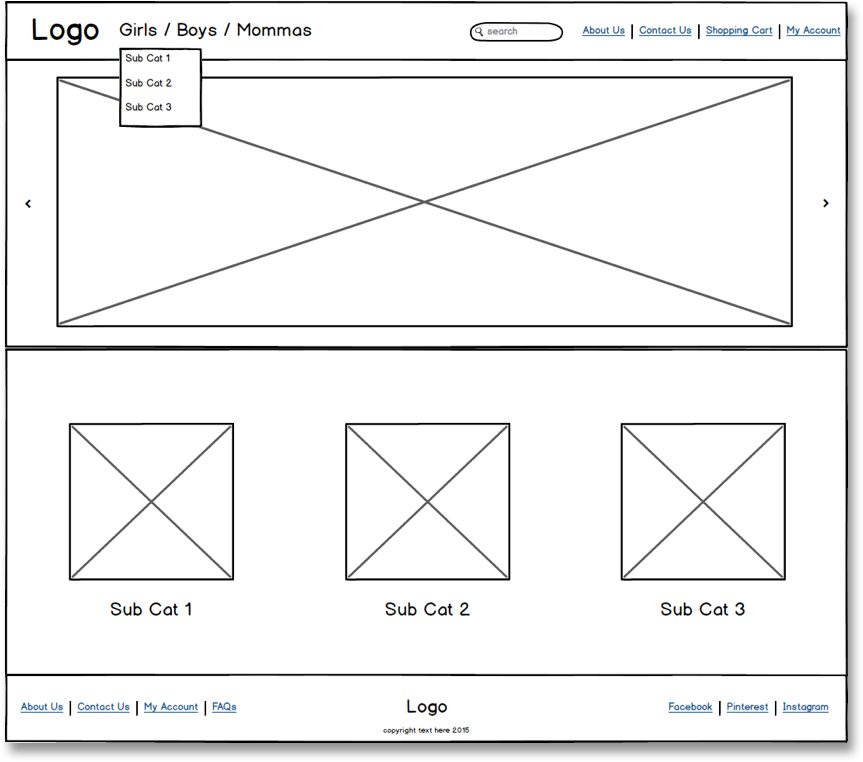 Logo Girls / Boys / Mommas search About Us | Contact Us | Shopping Cart | My Account
Sub Cat 1
Sub Cat 2
Sub Cat 3
Sub Cat 1 Sub Cat 2 Sub Cat 3
About Us | Contact Us | My Account | FAQs Logo Facebook | Pinterest | Instagram
copyright text here 2015